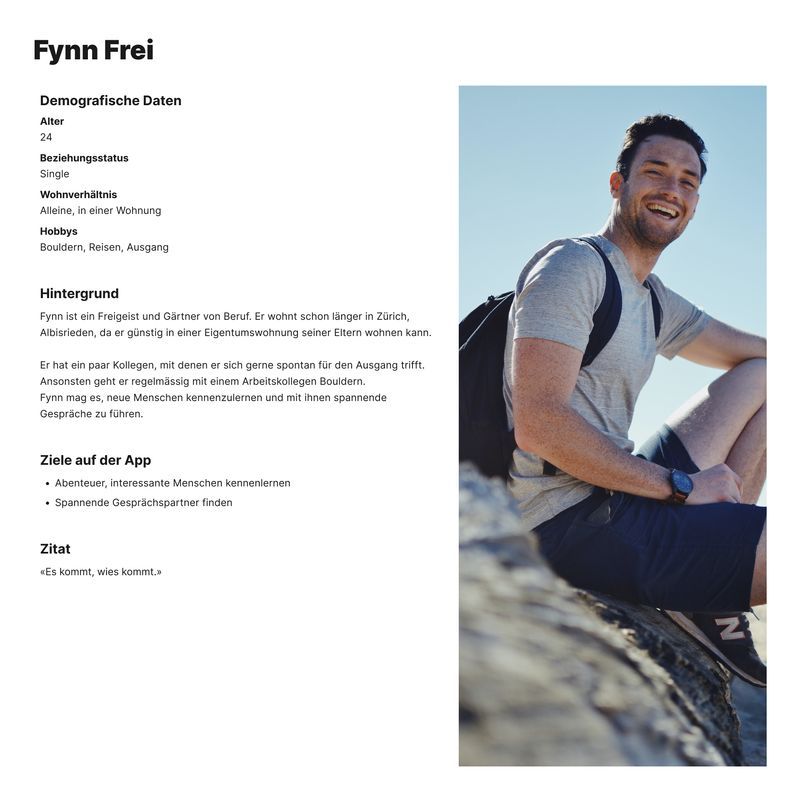 Fynn Frei
Demografische Daten
Alter
24
Beziehungsstatus
Single
Wohnverhältnis
Alleine, in einer Wohnung
Hobbys
Bouldern, Reisen, Ausgang
Hintergrund
Fynn ist ein Freigeist und Gärtner von Beruf. Er wohnt schon länger in Zürich,
Albisrieden, da er günstig in einer Eigentumswohnung seiner Eltern wohnen kann.
Er hat ein paar Kollegen, mit denen er sich gerne spontan für den Ausgang trifft.
Ansonsten geht er regelmässig mit einem Arbeitskollegen Bouldern.
Fynn mag es, neue Menschen kennenzulernen und mit ihnen spannende
Gespräche zu führen.
Ziele auf der App
• Abenteuer, interessante Menschen kennenlernen
• Spannende Gesprächspartner finden
Zitat
«Es kommt, wies kommt.»
N